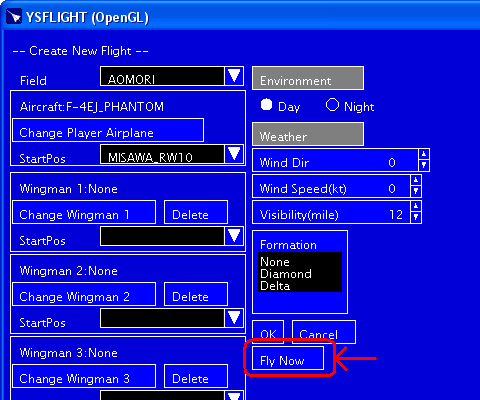 YSFLIGHT (OpenGL)
-- Create New Flight --
Field AOMORI
Aircraft:F-4EJ_PHANTOM
Change Player Airplane
StartPos MISAWA_RW10
Wingman 1:None
Change Wingman 1 Delete
StartPos
Wingman 2:None
Change Wingman 2 Delete
StartPos
Wingman 3:None
Change Wingman 3 Delete
Environment
Day Night
Weather
Wind Dir 0
Wind Speed(kt) 0
Visibility(mile) 12
Formation
None
Diamond
Delta
OK Cancel
Fly Now